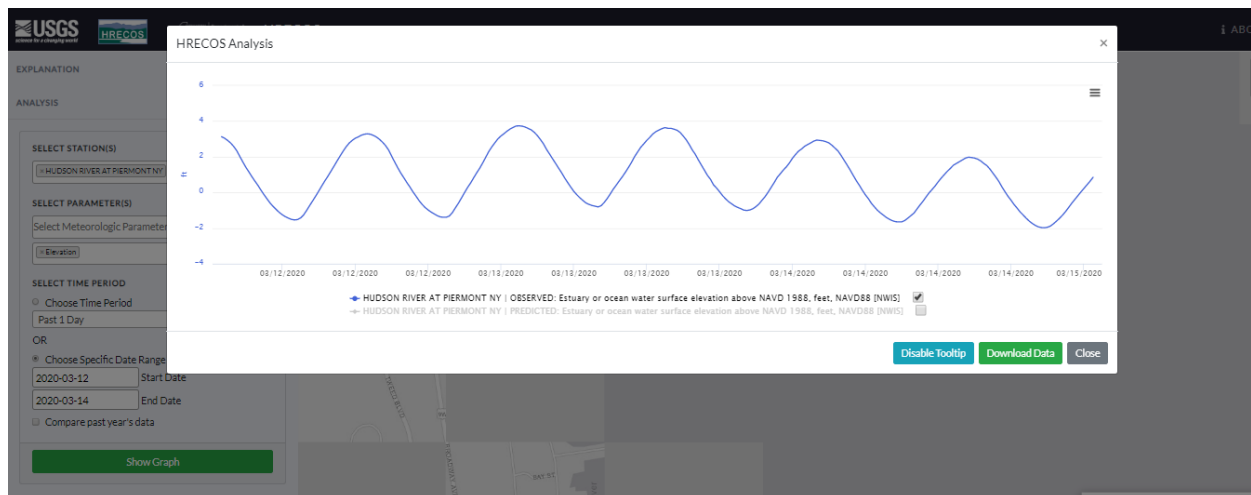 USGS
science for a changing world
HRECOS
ABO
EXPLANATION
ANALYSIS
SELECT STATION(S)
×HUDSON RIVER AT PIERMONT NY
SELECT PARAMETER(S)
Select Meteorologic Parameter
×Elevation
SELECT TIME PERIOD
Choose Time Period
Past 1 Day
OR
Choose Specific Date Range
2020-03-12 Start Date
2020-03-14 End Date
Compare past year's data
Show Graph
HRECOS Analysis
×
6
4
2
0
-2
-4
ft
03/12/2020 03/12/2020 03/12/2020 03/13/2020 03/13/2020 03/13/2020 03/13/2020 03/14/2020 03/14/2020 03/14/2020 03/14/2020 03/15/2020
HUDSON RIVER AT PIERMONT NY | OBSERVED: Estuary or ocean water surface elevation above NAVD 1988, feet, NAVD88 [NWIS]
HUDSON RIVER AT PIERMONT NY | PREDICTED: Estuary or ocean water surface elevation above NAVD 1988, feet, NAVD88 [NWIS]
Disable Tooltip Download Data Close
BAY ST